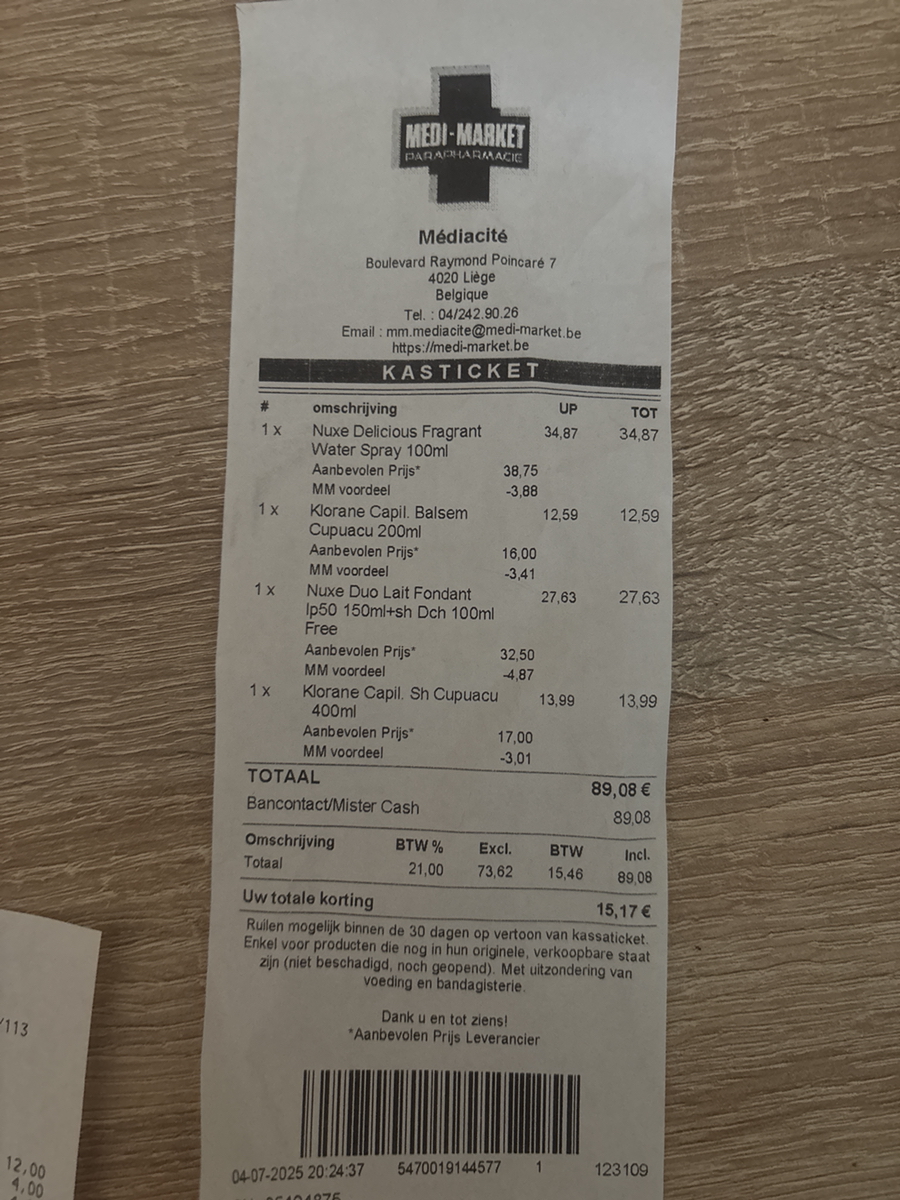 MEDI-MARKET
PARAPHARMACIE
Médiacité
Boulevard Raymond Poincaré 7
4020 Liège
Belgique
Tel. : 04/242.90.26
Email : mm.mediacite@medi-market.be
https://medi-market.be
KASTICKET
# omschrijving UP TOT
1 x Nuxe Delicious Fragrant 34,87 34,87
Water Spray 100ml
Aanbevolen Prijs* 38,75
MM voordeel -3,88
1 x Klorane Capil. Balsem 12,59 12,59
Cupuacu 200ml
Aanbevolen Prijs* 16,00
MM voordeel -3,41
1 x Nuxe Duo Lait Fondant 27,63 27,63
Ip50 150ml+sh Dch 100ml
Free
Aanbevolen Prijs* 32,50
MM voordeel -4,87
1 x Klorane Capil. Sh Cupuacu 13,99 13,99
400ml
Aanbevolen Prijs* 17,00
MM voordeel -3,01
TOTAAL 89,08 €
Bancontact/Mister Cash 89,08
Omschrijving BTW % Excl. BTW Incl.
Totaal 21,00 73,62 15,46 89,08
Uw totale korting 15,17 €
Ruilen mogelijk binnen de 30 dagen op vertoon van kassaticket.
Enkel voor producten die nog in hun originele, verkoopbare staat
zijn (niet beschadigd, noch geopend). Met uitzondering van
voeding en bandagisterie.
Dank u en tot ziens!
*Aanbevolen Prijs Leverancier
04-07-2025 20:24:37 5470019144577 1 123109
/113
12,00
4,00